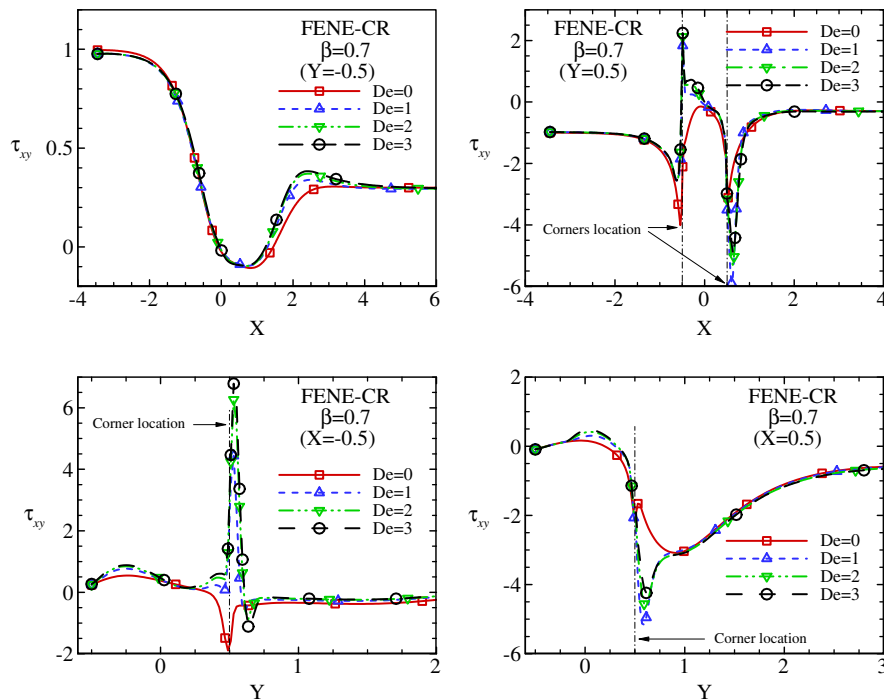 FENE-CR
β=0.7
(Y=-0.5)
De=0
De=1
De=2
De=3
τxy
1
0.5
0
-4 -2 0 2 4 6
X
FENE-CR
β=0.7
(Y=0.5)
De=0
De=1
De=2
De=3
Corners location
τxy
2
0
-2
-4
-6
-4 -2 0 2 4
X
FENE-CR
β=0.7
(X=-0.5)
Corner location
De=0
De=1
De=2
De=3
τxy
6
4
2
0
-2
0 1 2
Y
FENE-CR
β=0.7
(X=0.5)
De=0
De=1
De=2
De=3
Corner location
τxy
2
0
-2
-4
-6
0 1 2 3
Y